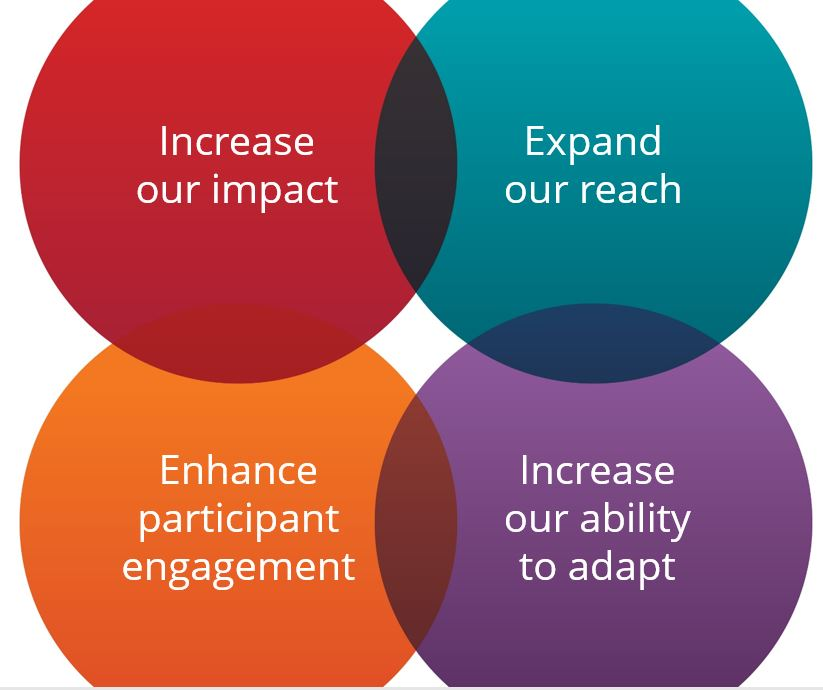 Increase
our impact
Expand
our reach
Enhance
participant
engagement
Increase
our ability
to adapt